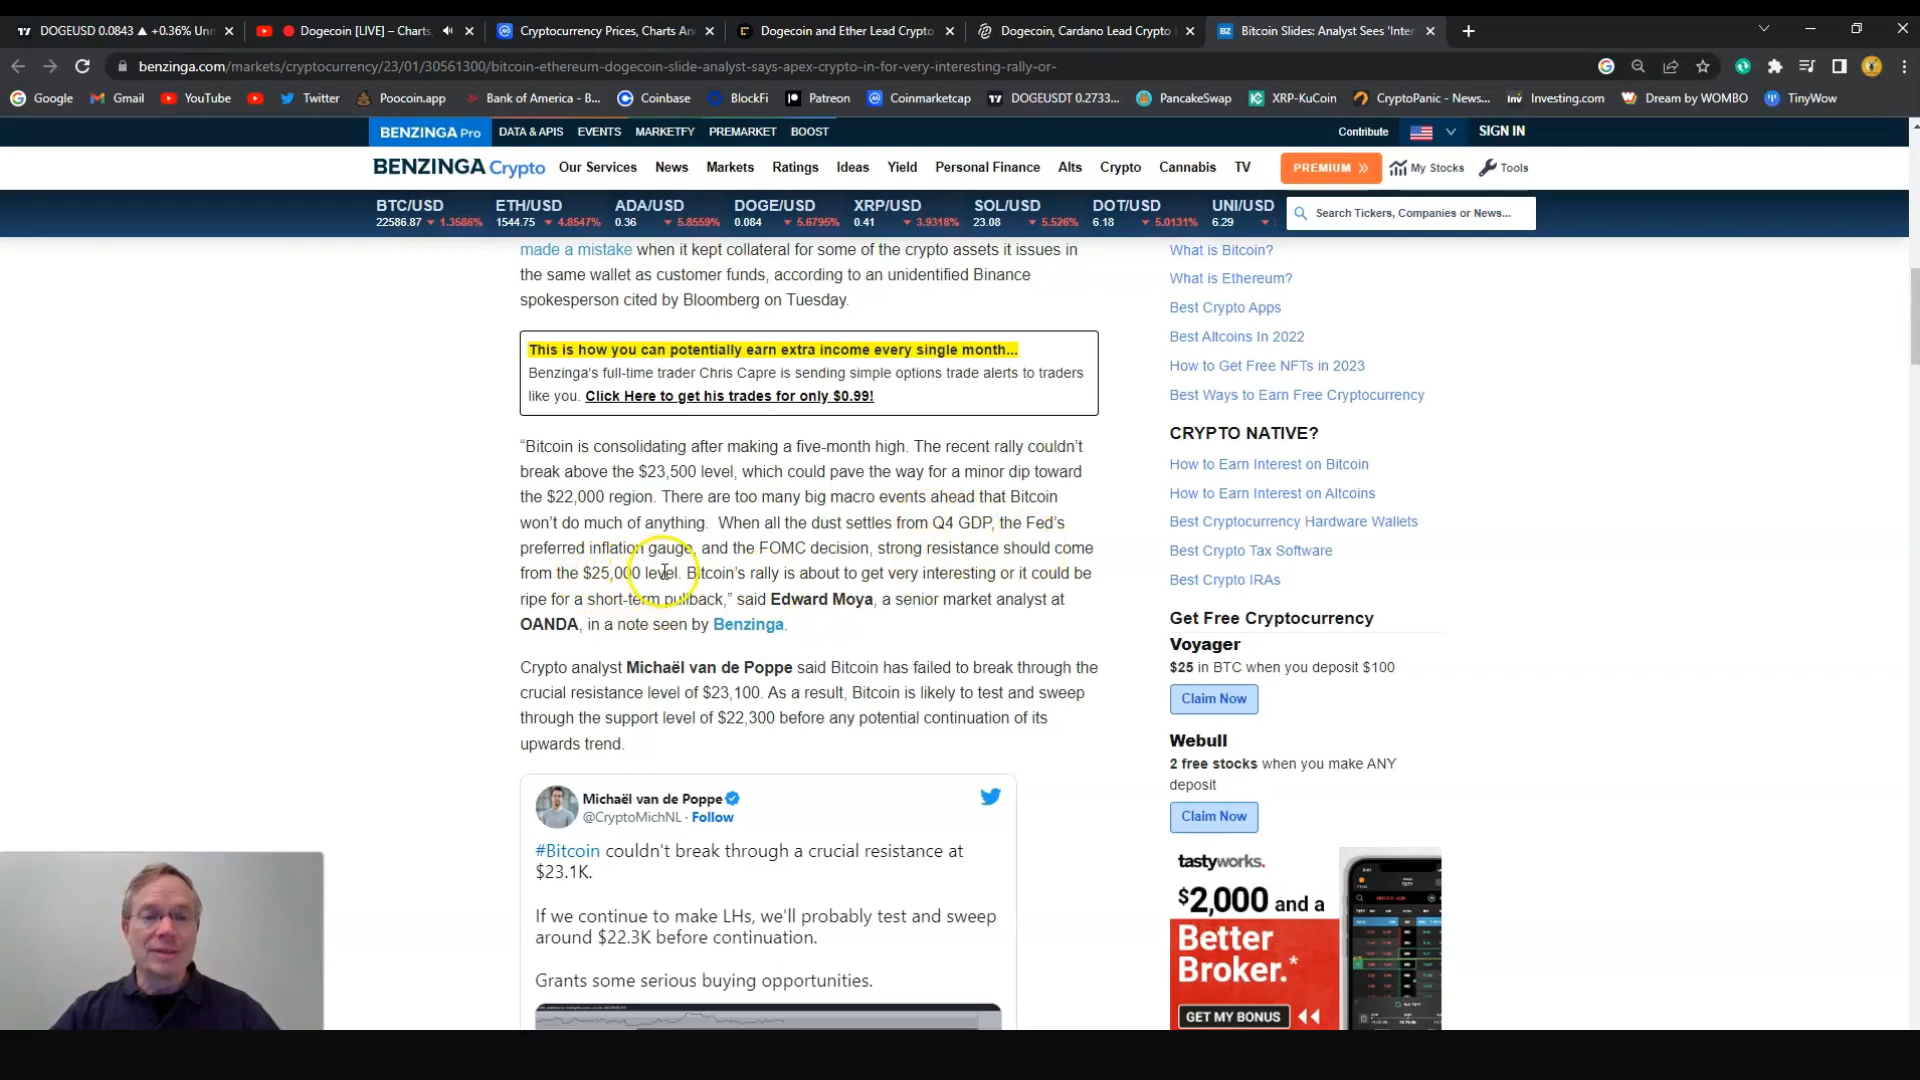 DOGEUSD 0.0843 ▲ +0.36% Unn
Dogecoin [LIVE] – Charts,
Cryptocurrency Prices, Charts An
Dogecoin and Ether Lead Crypto
Dogecoin, Cardano Lead Crypto
BZ Bitcoin Slides: Analyst Sees 'Inter
benzinga.com/markets/cryptocurrency/23/01/30561300/bitcoin-ethereum-dogecoin-slide-analyst-says-apex-crypto-in-for-very-interesting-rally-or-
Google Gmail YouTube Twitter Poocoin.app Bank of America - B... Coinbase BlockFi Patreon Coinmarketcap DOGEUSDT 0.2733... PancakeSwap XRP-KuCoin CryptoPanic - News... inv Investing.com Dream by WOMBO TinyWow
BENZINGA Pro DATA & APIS EVENTS MARKETFY PREMARKET BOOST Contribute SIGN IN
BENZINGA Crypto Our Services News Markets Ratings Ideas Yield Personal Finance Alts Crypto Cannabis TV PREMIUM My Stocks Tools
BTC/USD ETH/USD ADA/USD DOGE/USD XRP/USD SOL/USD DOT/USD UNI/USD
22586.87 ▼ 1.3586% 1544.75 ▼ 4.8547% 0.36 ▼ 5.8559% 0.084 ▼ 5.6795% 0.41 ▼ 3.9318% 23.08 ▼ 5.526% 6.18 ▼ 5.0131% 6.29 ▼
Search Tickers, Companies or News...
made a mistake when it kept collateral for some of the crypto assets it issues in
the same wallet as customer funds, according to an unidentified Binance
spokesperson cited by Bloomberg on Tuesday.
This is how you can potentially earn extra income every single month...
Benzinga's full-time trader Chris Capre is sending simple options trade alerts to traders
like you. Click Here to get his trades for only $0.99!
“Bitcoin is consolidating after making a five-month high. The recent rally couldn’t
break above the $23,500 level, which could pave the way for a minor dip toward
the $22,000 region. There are too many big macro events ahead that Bitcoin
won’t do much of anything. When all the dust settles from Q4 GDP, the Fed’s
preferred inflation gauge, and the FOMC decision, strong resistance should come
from the $25,000 level. Bitcoin’s rally is about to get very interesting or it could be
ripe for a short-term pullback,” said Edward Moya, a senior market analyst at
OANDA, in a note seen by Benzinga.
Crypto analyst Michaël van de Poppe said Bitcoin has failed to break through the
crucial resistance level of $23,100. As a result, Bitcoin is likely to test and sweep
through the support level of $22,300 before any potential continuation of its
upwards trend.
Michaël van de Poppe
@CryptoMichNL · Follow
#Bitcoin couldn't break through a crucial resistance at
$23.1K.
If we continue to make LHs, we'll probably test and sweep
around $22.3K before continuation.
Grants some serious buying opportunities.
What is Bitcoin?
What is Ethereum?
Best Crypto Apps
Best Altcoins In 2022
How to Get Free NFTs in 2023
Best Ways to Earn Free Cryptocurrency
CRYPTO NATIVE?
How to Earn Interest on Bitcoin
How to Earn Interest on Altcoins
Best Cryptocurrency Hardware Wallets
Best Crypto Tax Software
Best Crypto IRAs
Get Free Cryptocurrency
Voyager
$25 in BTC when you deposit $100
Claim Now
Webull
2 free stocks when you make ANY
deposit
Claim Now
tastyworks.
$2,000 and a
Better
Broker.*
GET MY BONUS